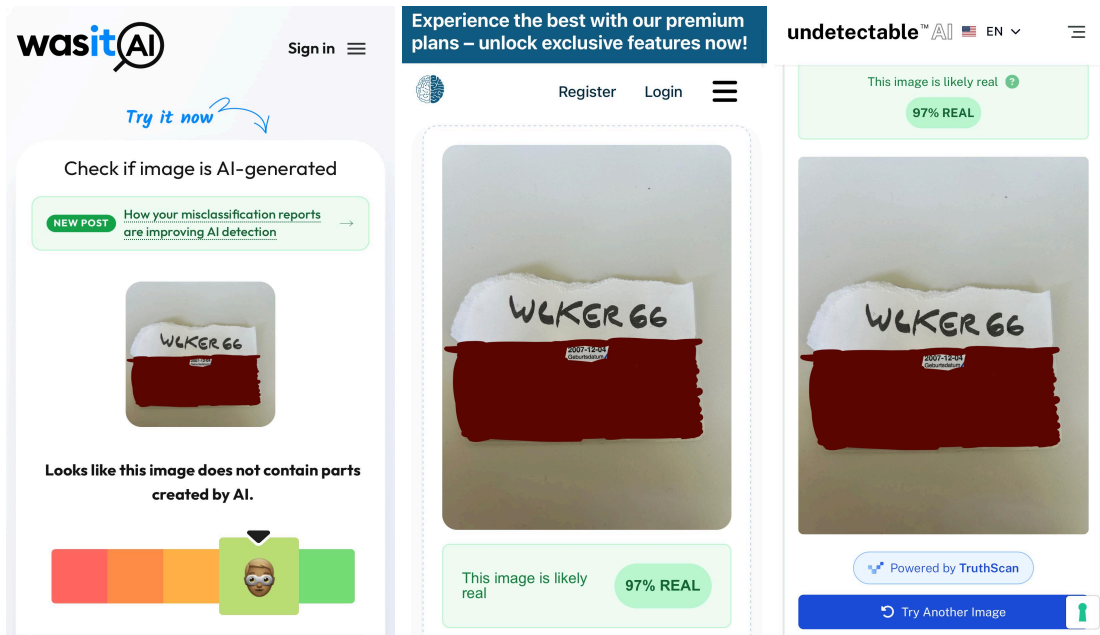 wasitAI
Sign in
Try it now
Check if image is AI-generated
NEW POST
How your misclassification reports
are improving AI detection
WLKER 66
Looks like this image does not contain parts
created by AI.
Experience the best with our premium
plans – unlock exclusive features now!
Register
Login
WLKER 66
2007-12-04
Geburtsdatum
This image is likely
real
97% REAL
undetectable™ AI
EN
This image is likely real ?
97% REAL
WLKER 66
2007-12-04
Geburtsdatum
Powered by TruthScan
Try Another Image